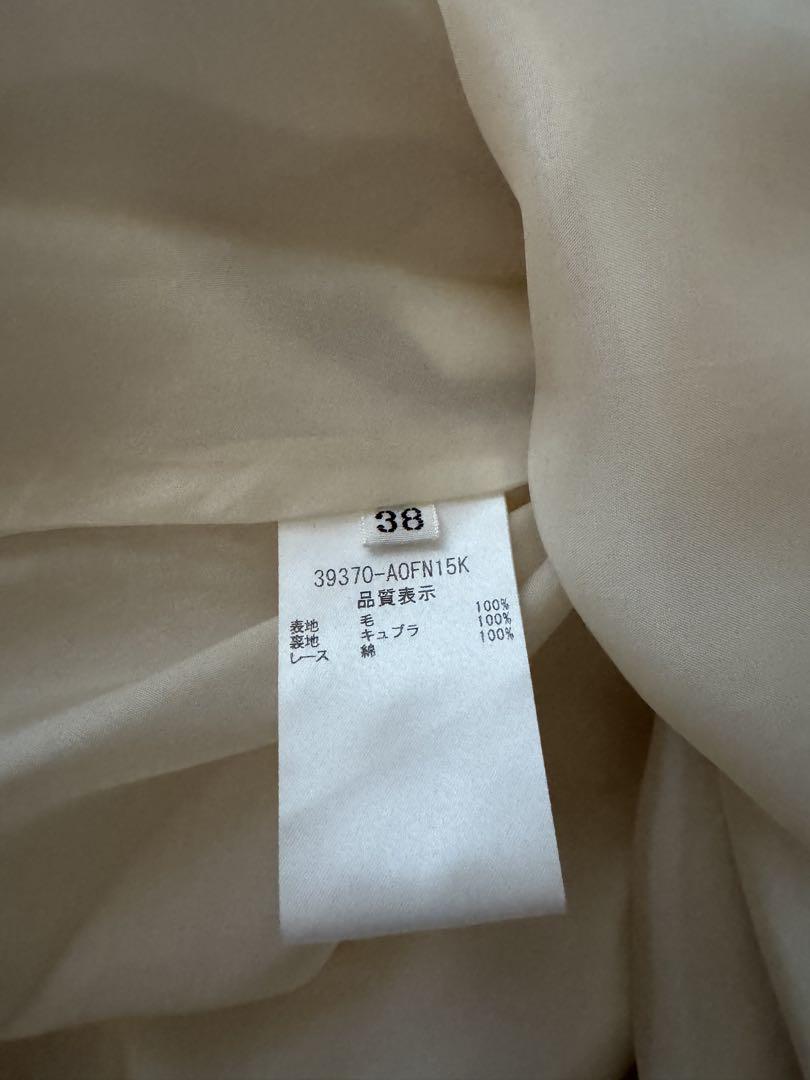 38
39370-A0FN15K
品質表示
表地 毛 100%
裏地 キュプラ 100%
レース 綿 100%